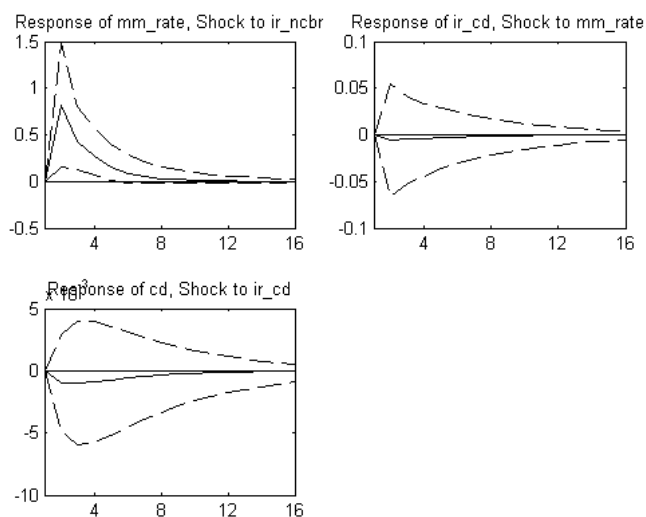 Response of mm_rate, Shock to ir_ncbr
1.5
1
0.5
0
-0.5
4 8 12 16
Response of ir_cd, Shock to mm_rate
0.1
0.05
0
-0.05
-0.1
4 8 12 16
Response of cd, Shock to ir_cd
x 10-3
5
0
-5
-10
4 8 12 16